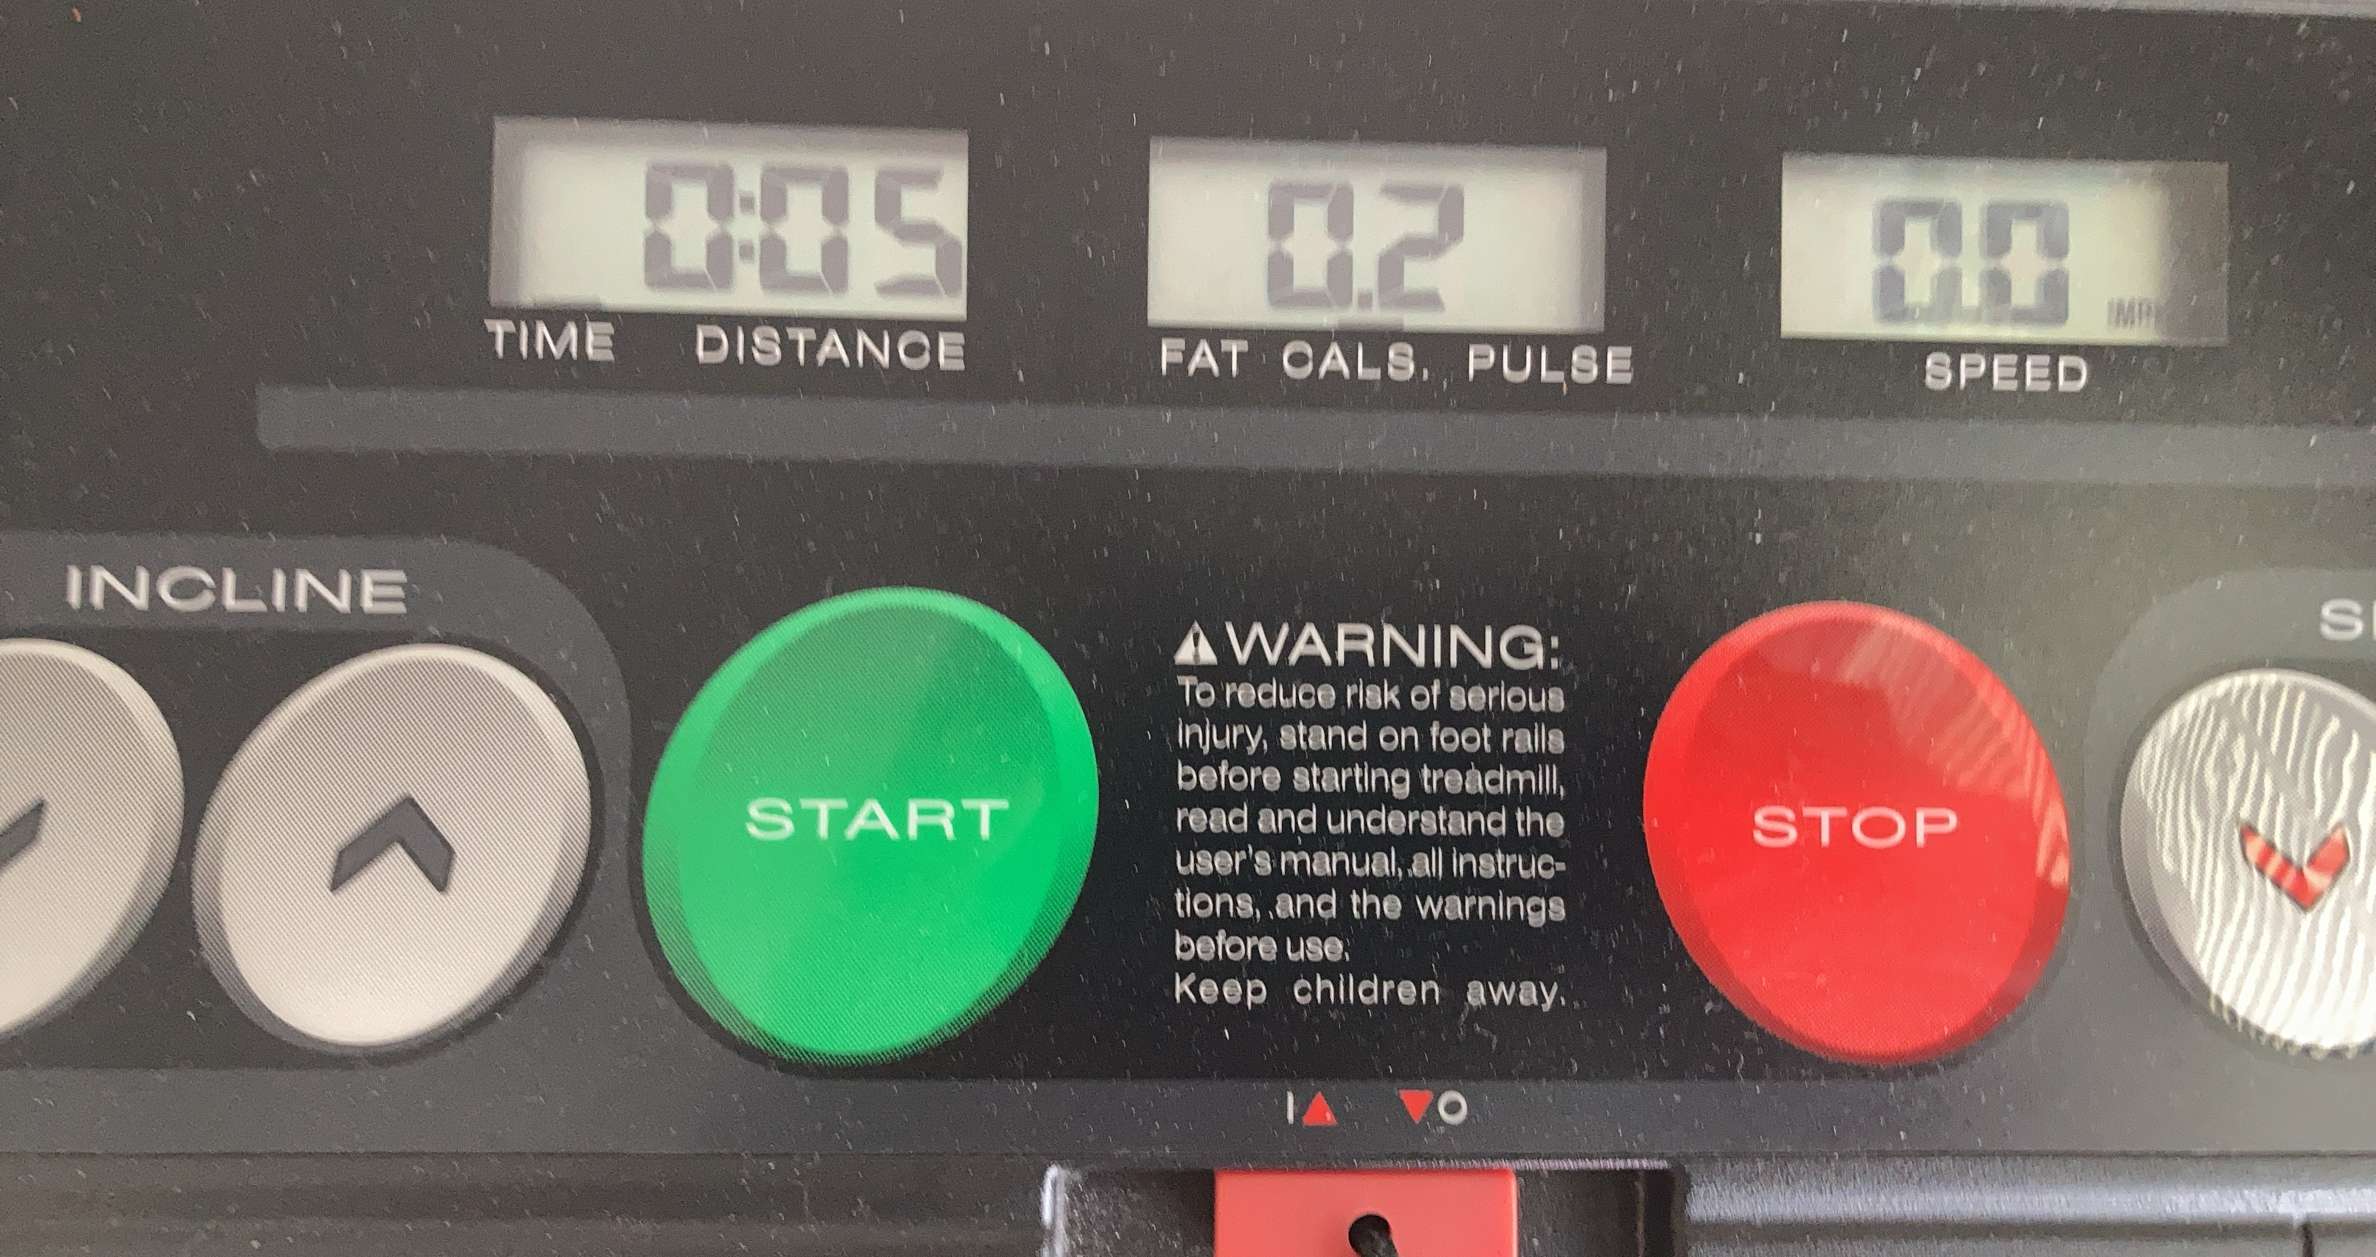 0:05 0.2 0.0
TIME DISTANCE FAT CALS. PULSE SPEED
INCLINE
START
STOP
⚠WARNING:
To reduce risk of serious
injury, stand on foot rails
before starting treadmill,
read and understand the
user's manual, all instruc-
tions, and the warnings
before use.
Keep children away.
I▲ ▼O